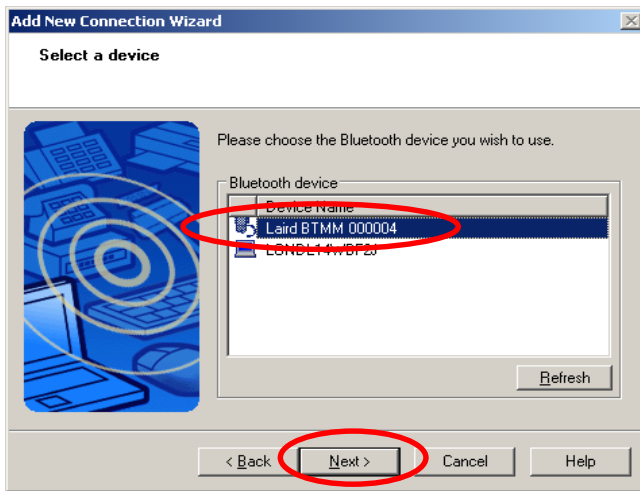 Add New Connection Wizard
Select a device
Please choose the Bluetooth device you wish to use.
Bluetooth device
Device Name
Laird BTMM 000004
Refresh
< Back Next > Cancel Help